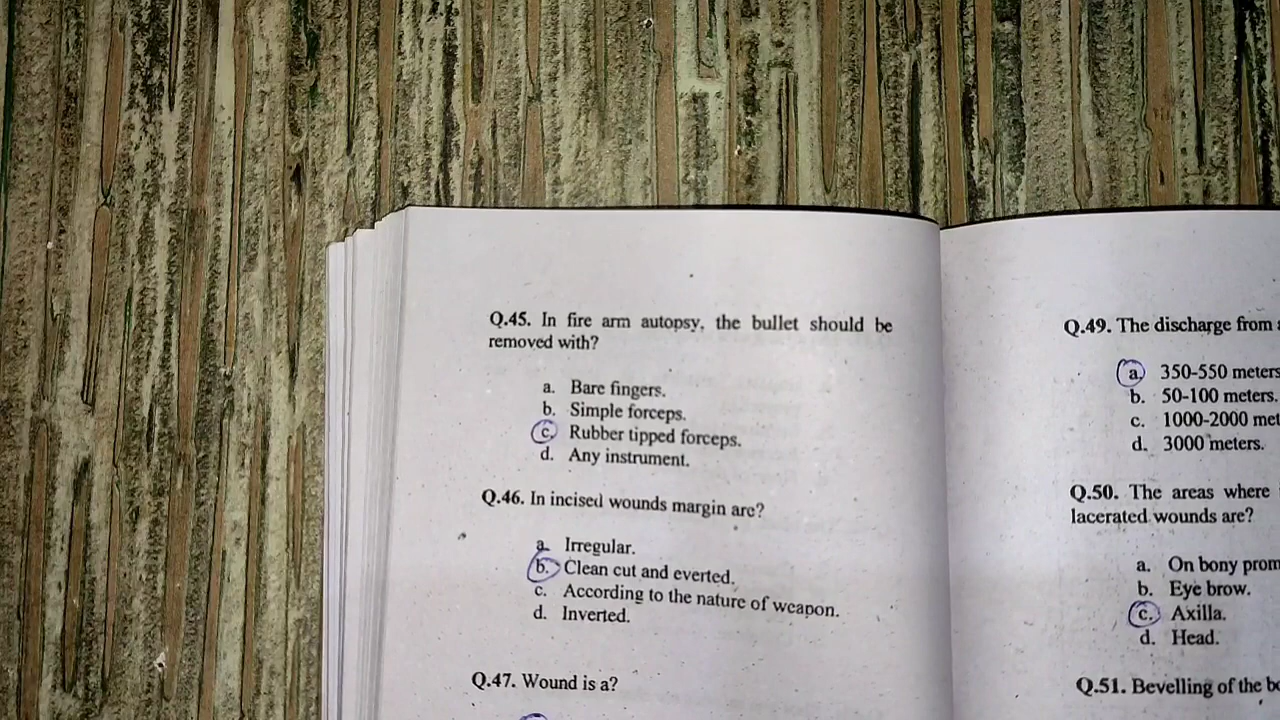 Q.45. In fire arm autopsy, the bullet should be
removed with?
a. Bare fingers.
b. Simple forceps.
c. Rubber tipped forceps.
d. Any instrument.
Q.46. In incised wounds margin are?
a. Irregular.
b. Clean cut and everted.
c. According to the nature of weapon.
d. Inverted.
Q.47. Wound is a?
Q.49. The discharge from
a. 350-550 meters
b. 50-100 meters.
c. 1000-2000
d. 3000 meters.
Q.50. The areas where
lacerated wounds are?
a. On bony
b. Eye brow.
c. Axilla.
d. Head.
Q.51. Bevelling of the